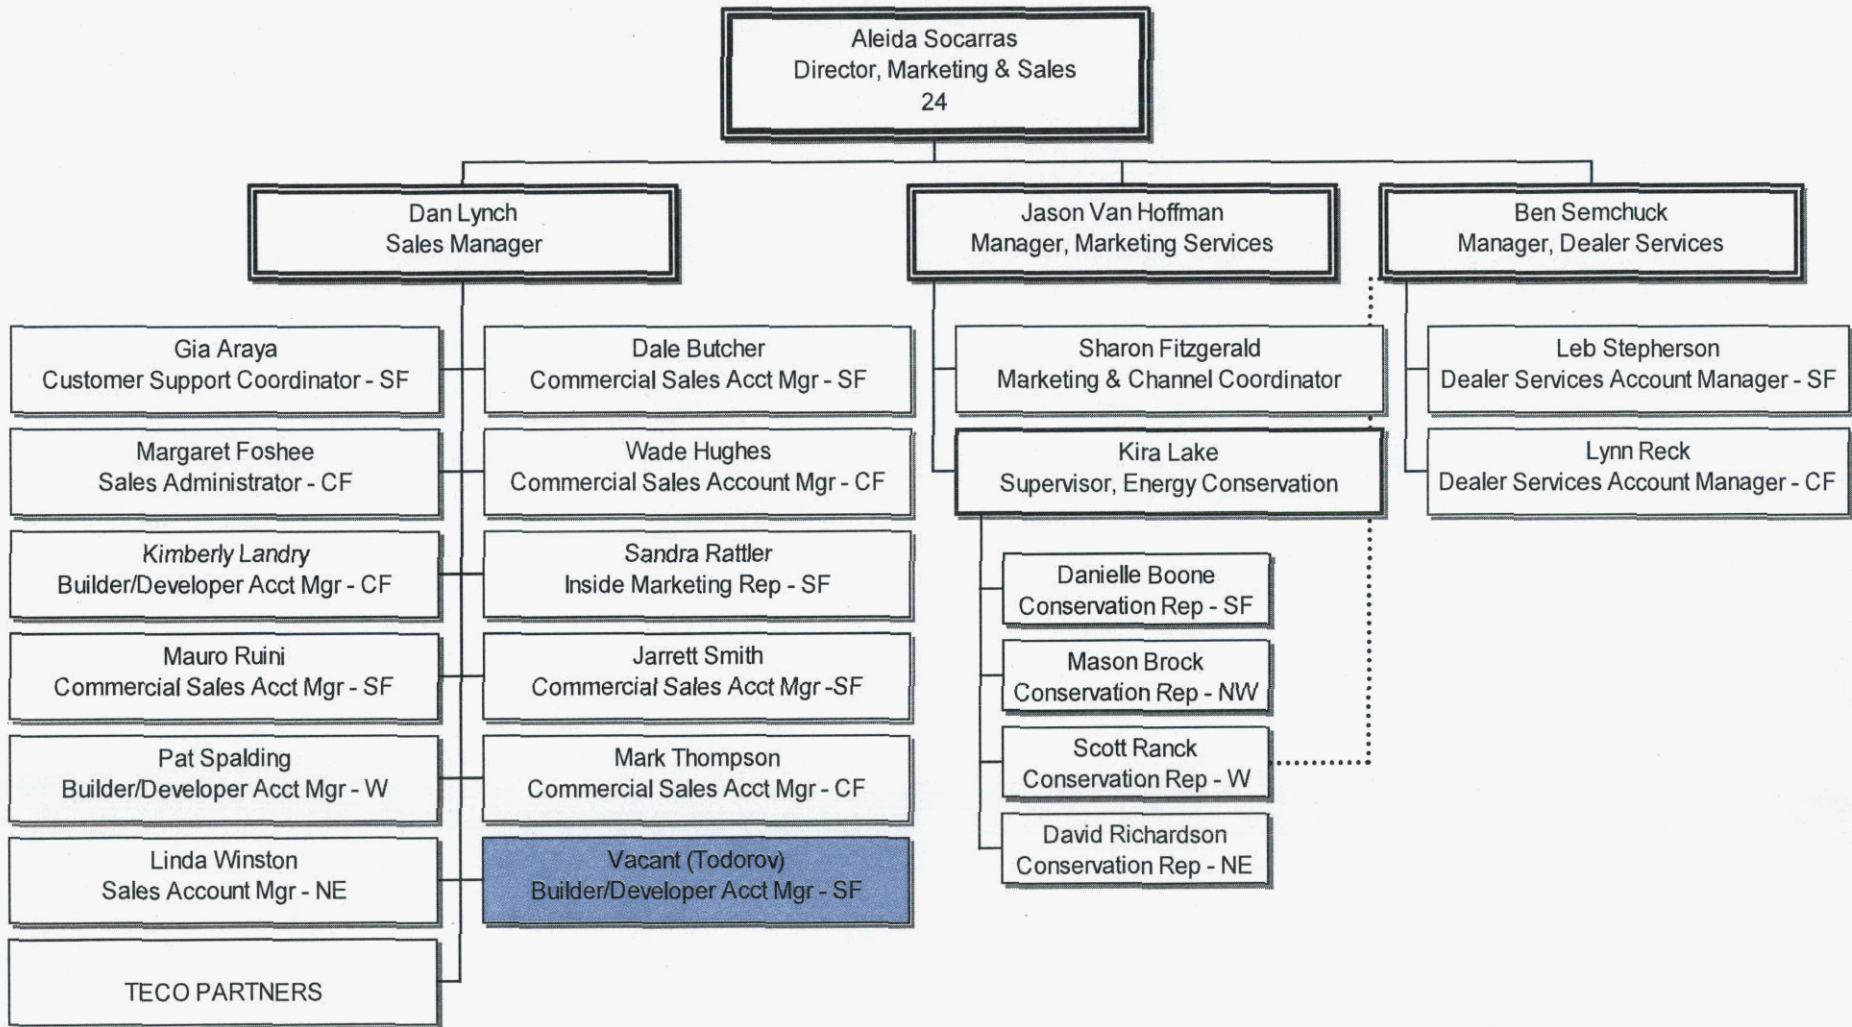 Aleida Socarras
Director, Marketing & Sales
24
Dan Lynch
Sales Manager
Jason Van Hoffman
Manager, Marketing Services
Ben Semchuck
Manager, Dealer Services
Gia Araya
Customer Support Coordinator - SF
Dale Butcher
Commercial Sales Acct Mgr - SF
Margaret Foshee
Sales Administrator - CF
Wade Hughes
Commercial Sales Account Mgr - CF
Kimberly Landry
Builder/Developer Acct Mgr - CF
Sandra Rattler
Inside Marketing Rep - SF
Mauro Ruini
Commercial Sales Acct Mgr - SF
Jarrett Smith
Commercial Sales Acct Mgr -SF
Pat Spalding
Builder/Developer Acct Mgr - W
Mark Thompson
Commercial Sales Acct Mgr - CF
Linda Winston
Sales Account Mgr - NE
Vacant (Todorov)
Builder/Developer Acct Mgr - SF
TECO PARTNERS
Sharon Fitzgerald
Marketing & Channel Coordinator
Kira Lake
Supervisor, Energy Conservation
Danielle Boone
Conservation Rep - SF
Mason Brock
Conservation Rep - NW
Scott Ranck
Conservation Rep - W
David Richardson
Conservation Rep - NE
Leb Stepherson
Dealer Services Account Manager - SF
Lynn Reck
Dealer Services Account Manager - CF